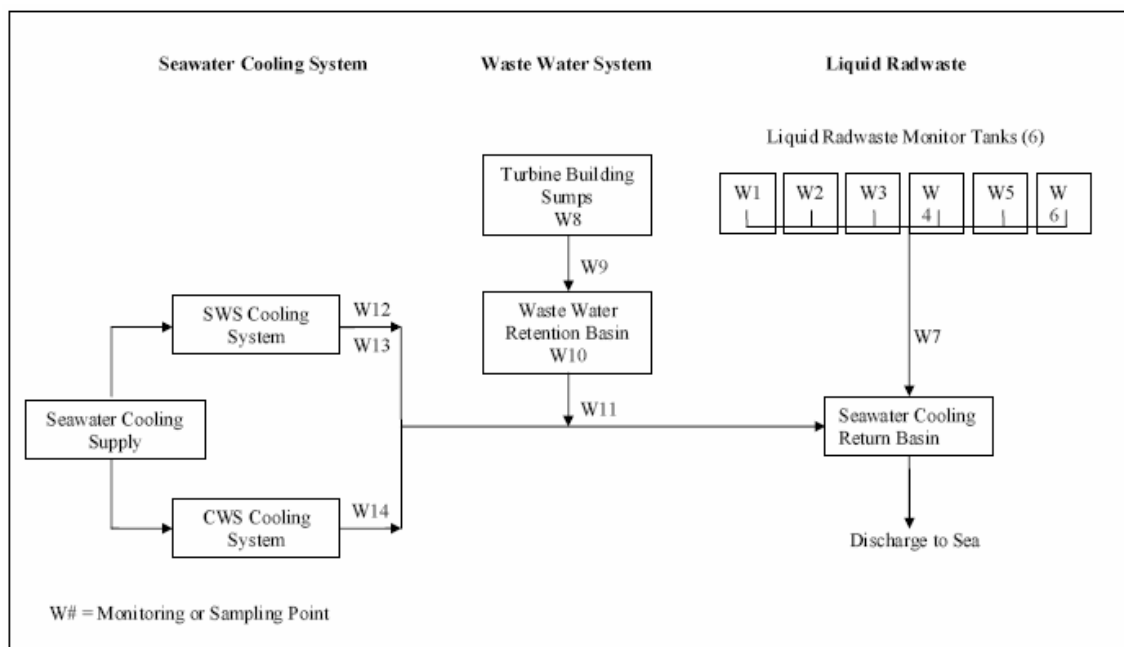 Seawater Cooling System
Waste Water System
Liquid Radwaste
Liquid Radwaste Monitor Tanks (6)
Turbine Building
Sumps
W8
W1
W2
W3
W
4
W5
W
6
W9
SWS Cooling
System
W12
W13
Waste Water
Retention Basin
W10
W7
Seawater Cooling
Supply
W11
Seawater Cooling
Return Basin
CWS Cooling
System
W14
Discharge to Sea
W# = Monitoring or Sampling Point